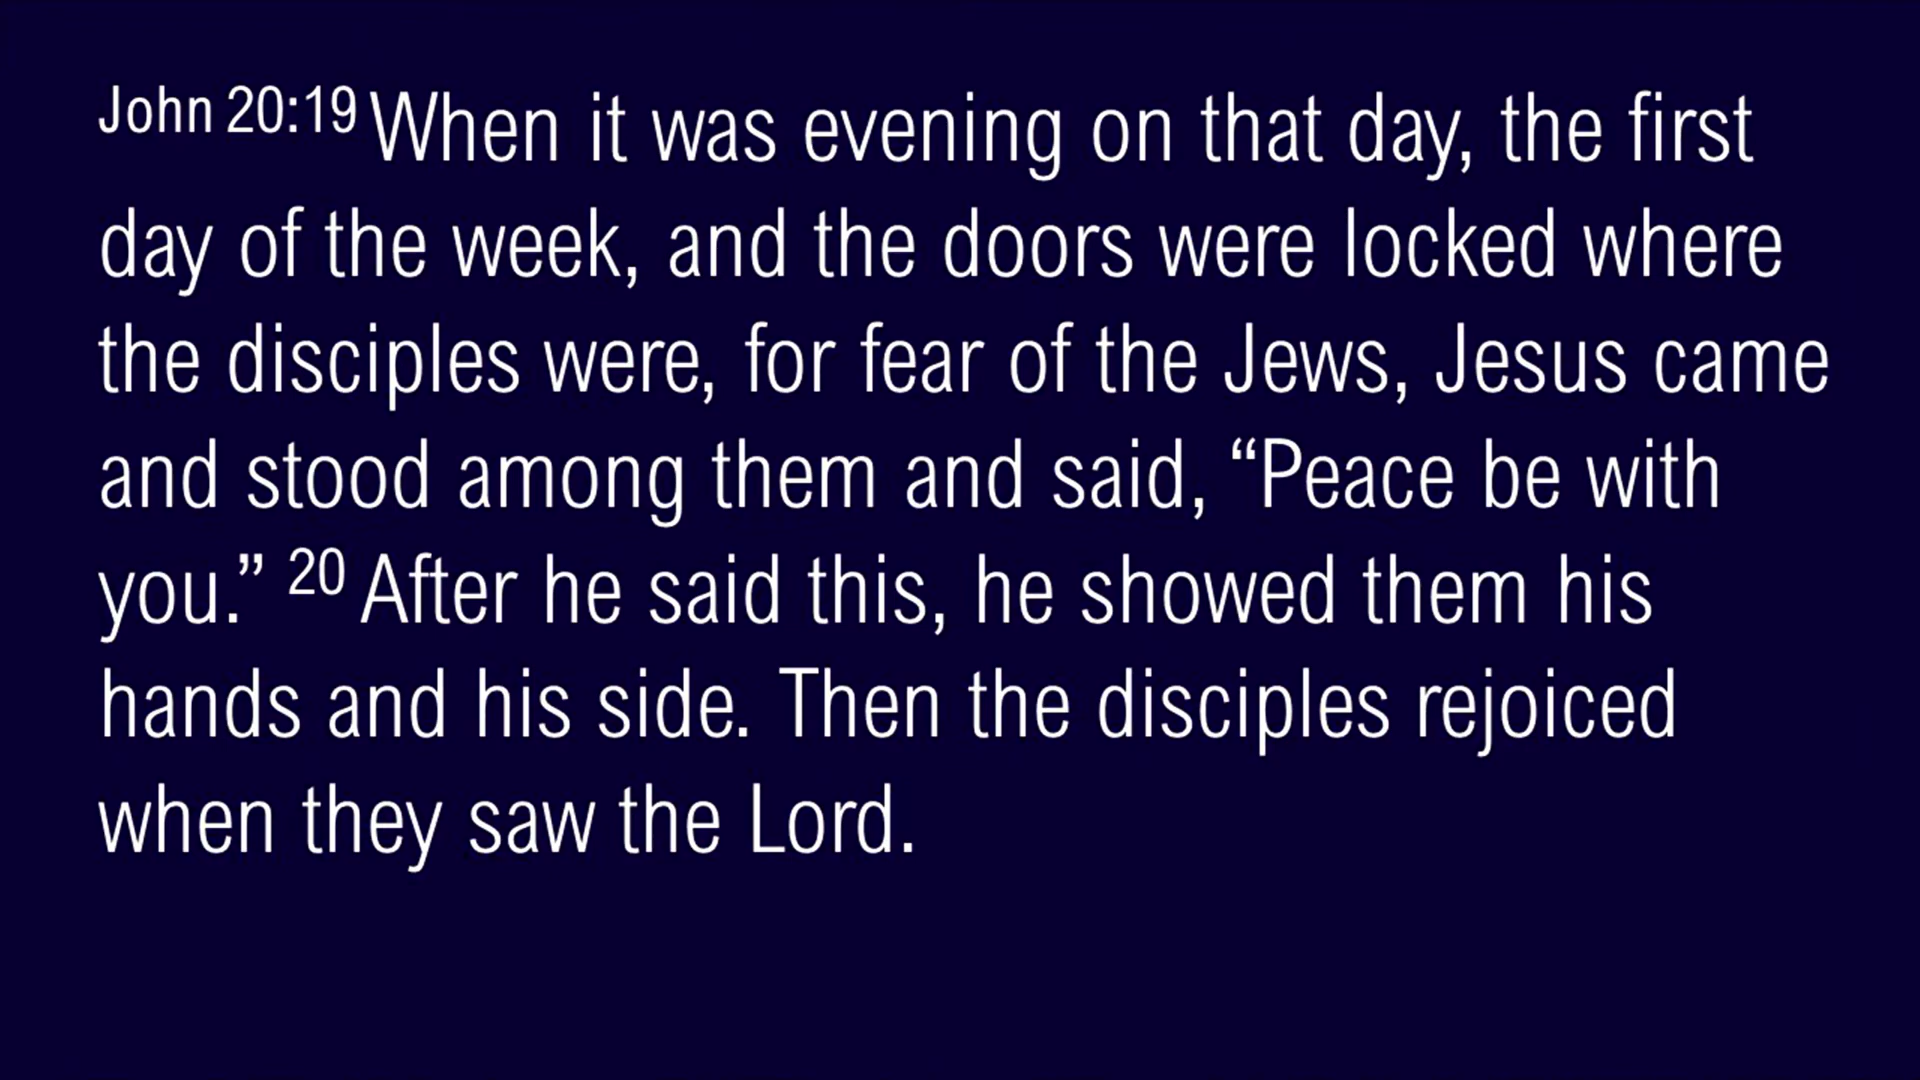 John 20:19 When it was evening on that day, the first
day of the week, and the doors were locked where
the disciples were, for fear of the Jews, Jesus came
and stood among them and said, “Peace be with
you.” 20 After he said this, he showed them his
hands and his side. Then the disciples rejoiced
when they saw the Lord.